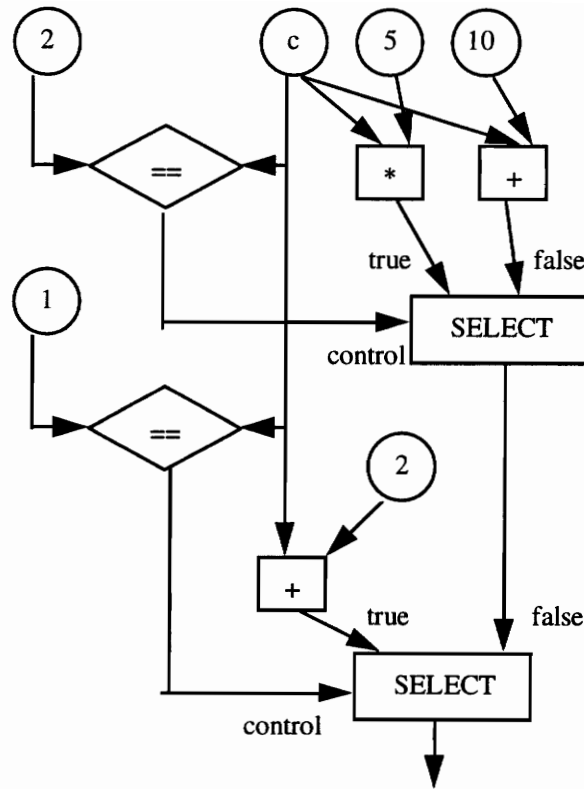 2 c 5 10
== * +
true false
1
SELECT
control
==
2
+
true false
SELECT
control